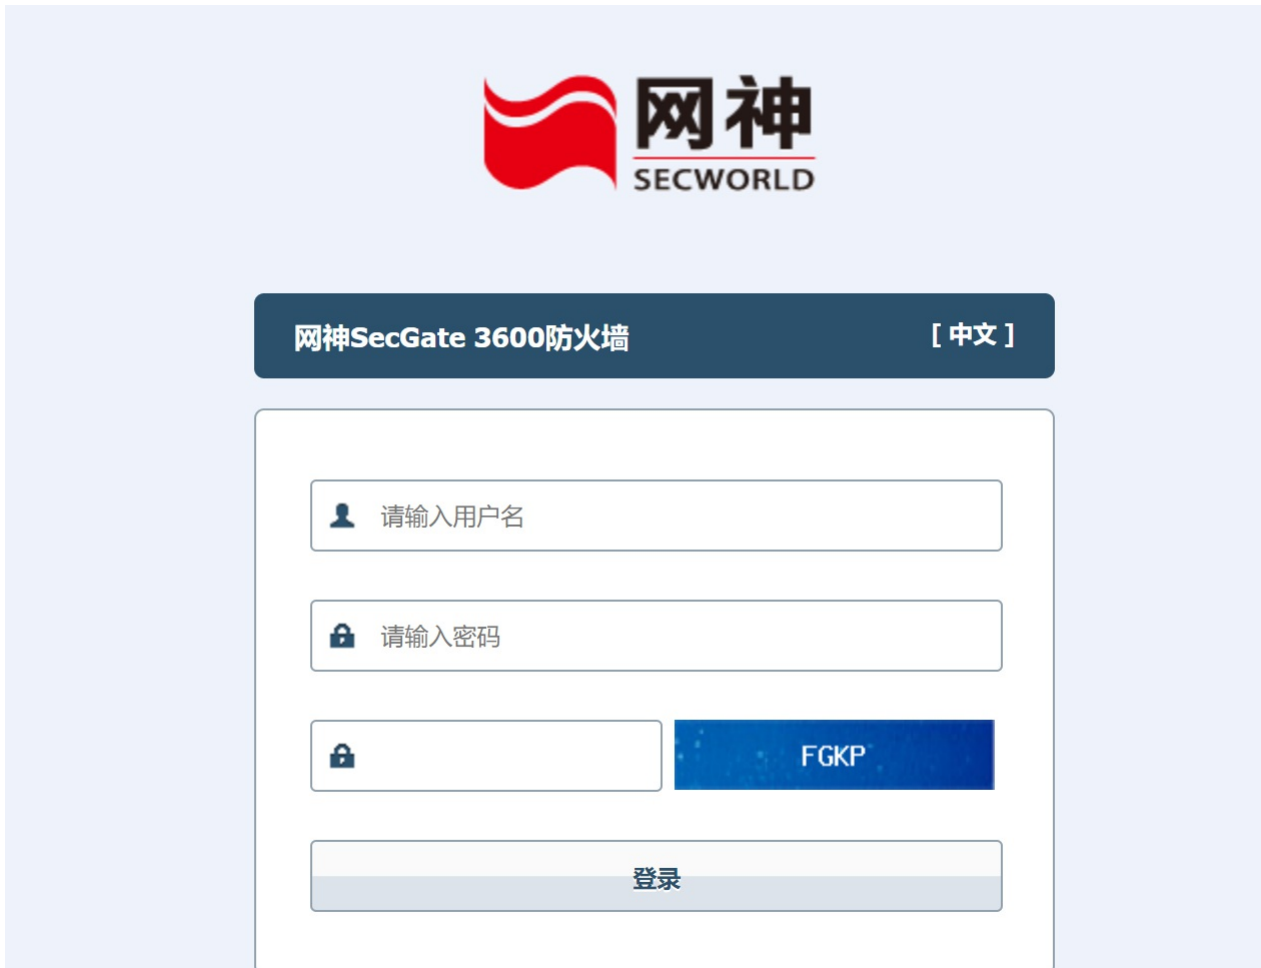 网神
SECWORLD
网神SecGate 3600防火墙
[ 中文 ]
请输入用户名
请输入密码
FGKP
登录